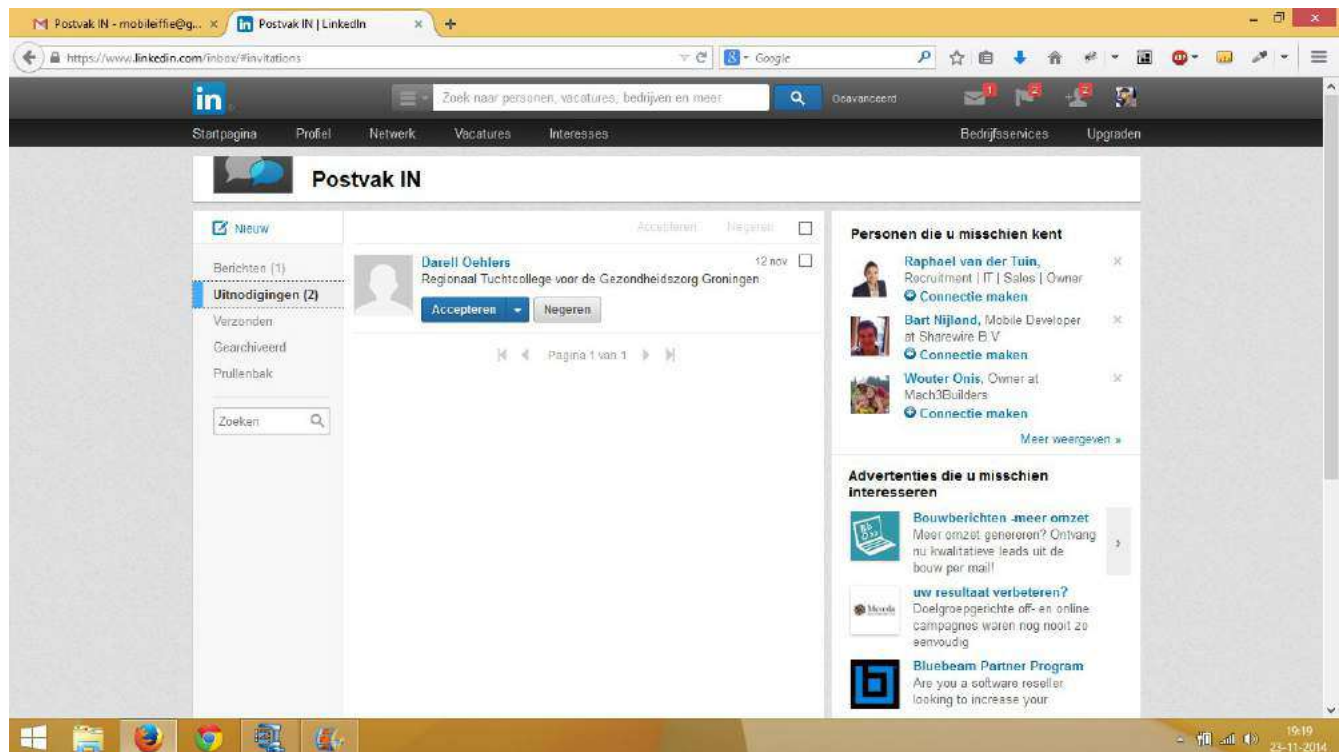 Postvak IN - mobileiffie@g...
Postvak IN | LinkedIn
https://www.linkedin.com/inbox/#invitations
Google
in
Zoek naar personen, vacatures, bedrijven en meer
Geavanceerd
1
2
2
Startpagina Profiel Netwerk Vacatures Interesses Bedrijfsservices Upgraden
Postvak IN
Nieuw
Accepteren Negeren
Berichten (1)
Uitnodigingen (2)
Verzonden
Gearchiveerd
Prullenbak
Zoeken
Darell Oehlers 12 nov
Regionaal Tuchtcollege voor de Gezondheidszorg Groningen
Accepteren Negeren
Pagina 1 van 1
Personen die u misschien kent
Raphael van der Tuin,
Recruitment | IT | Sales | Owner
Connectie maken
Bart Nijland, Mobile Developer
at Sharewire B.V
Connectie maken
Wouter Onis, Owner at
Mach3Builders
Connectie maken
Meer weergeven »
Advertenties die u misschien
interesseren
Bouwberichten -meer omzet
Meer omzet genereren? Ontvang
nu kwalitatieve leads uit de
bouw per mail!
uw resultaat verbeteren?
Doelgroepgerichte off- en online
campagnes waren nog nooit zo
eenvoudig
Bluebeam Partner Program
Are you a software reseller
looking to increase your
19:19
23-11-2014